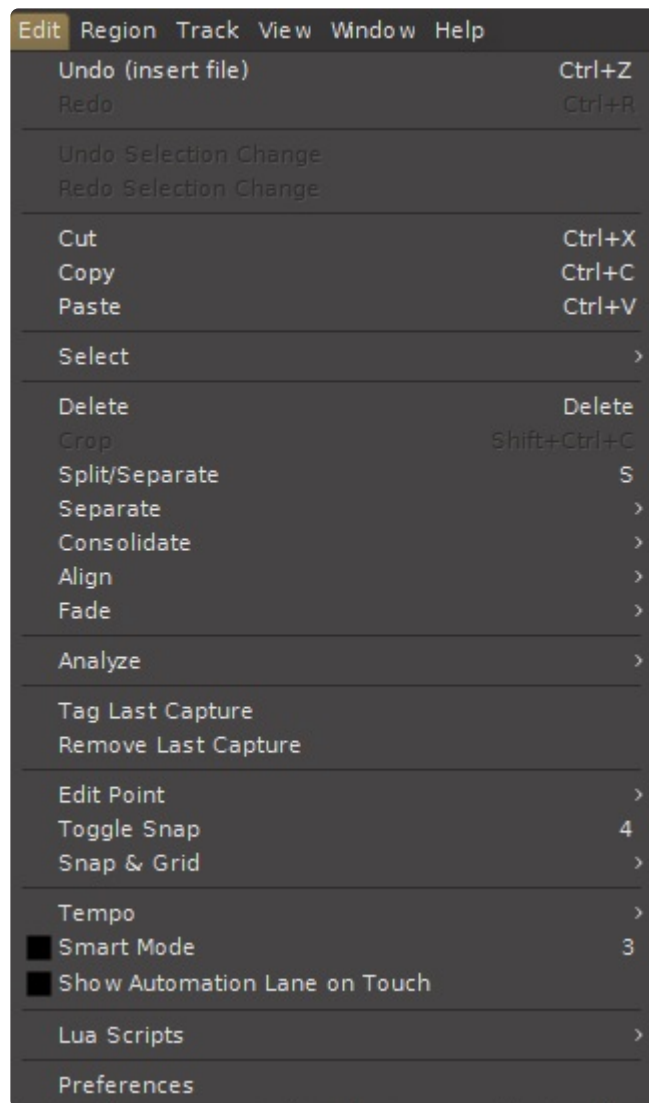 Edit Region Track View Window Help
Undo (insert file) Ctrl+Z
Redo Ctrl+R
Undo Selection Change
Redo Selection Change
Cut Ctrl+X
Copy Ctrl+C
Paste Ctrl+V
Select
Delete Delete
Crop Shift+Ctrl+C
Split/Separate S
Separate
Consolidate
Align
Fade
Analyze
Tag Last Capture
Remove Last Capture
Edit Point
Toggle Snap 4
Snap & Grid
Tempo
Smart Mode 3
Show Automation Lane on Touch
Lua Scripts
Preferences